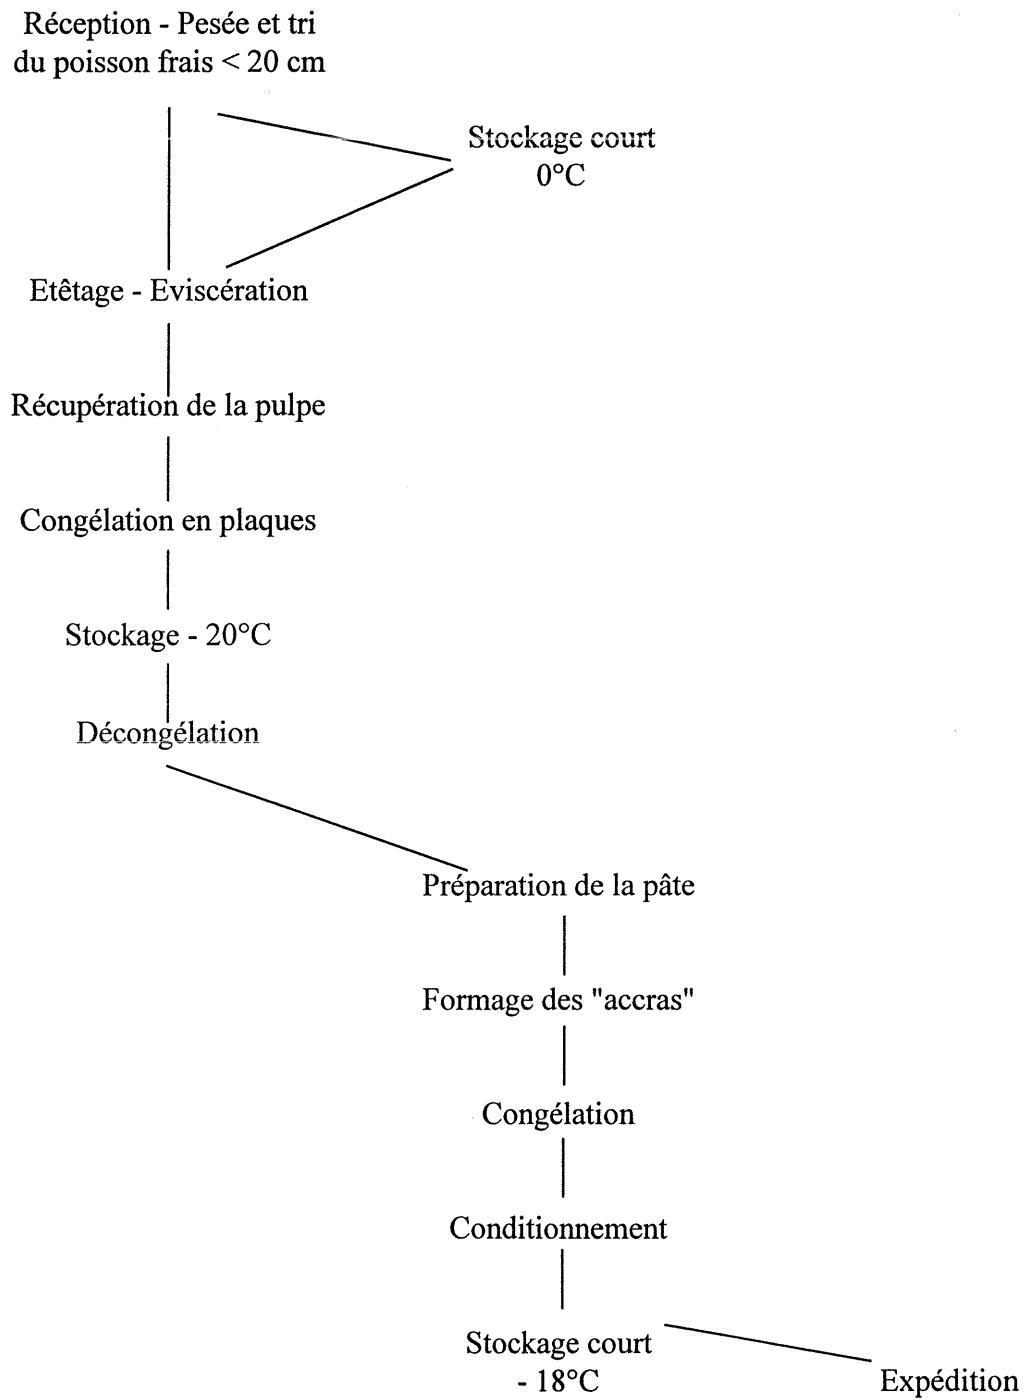 Réception - Pesée et tri
du poisson frais < 20 cm
Stockage court
0°C
Etêtage - Eviscération
Récupération de la pulpe
Congélation en plaques
Stockage - 20°C
Décongélation
Préparation de la pâte
Formage des "accras"
Congélation
Conditionnement
Stockage court
- 18°C
Expédition